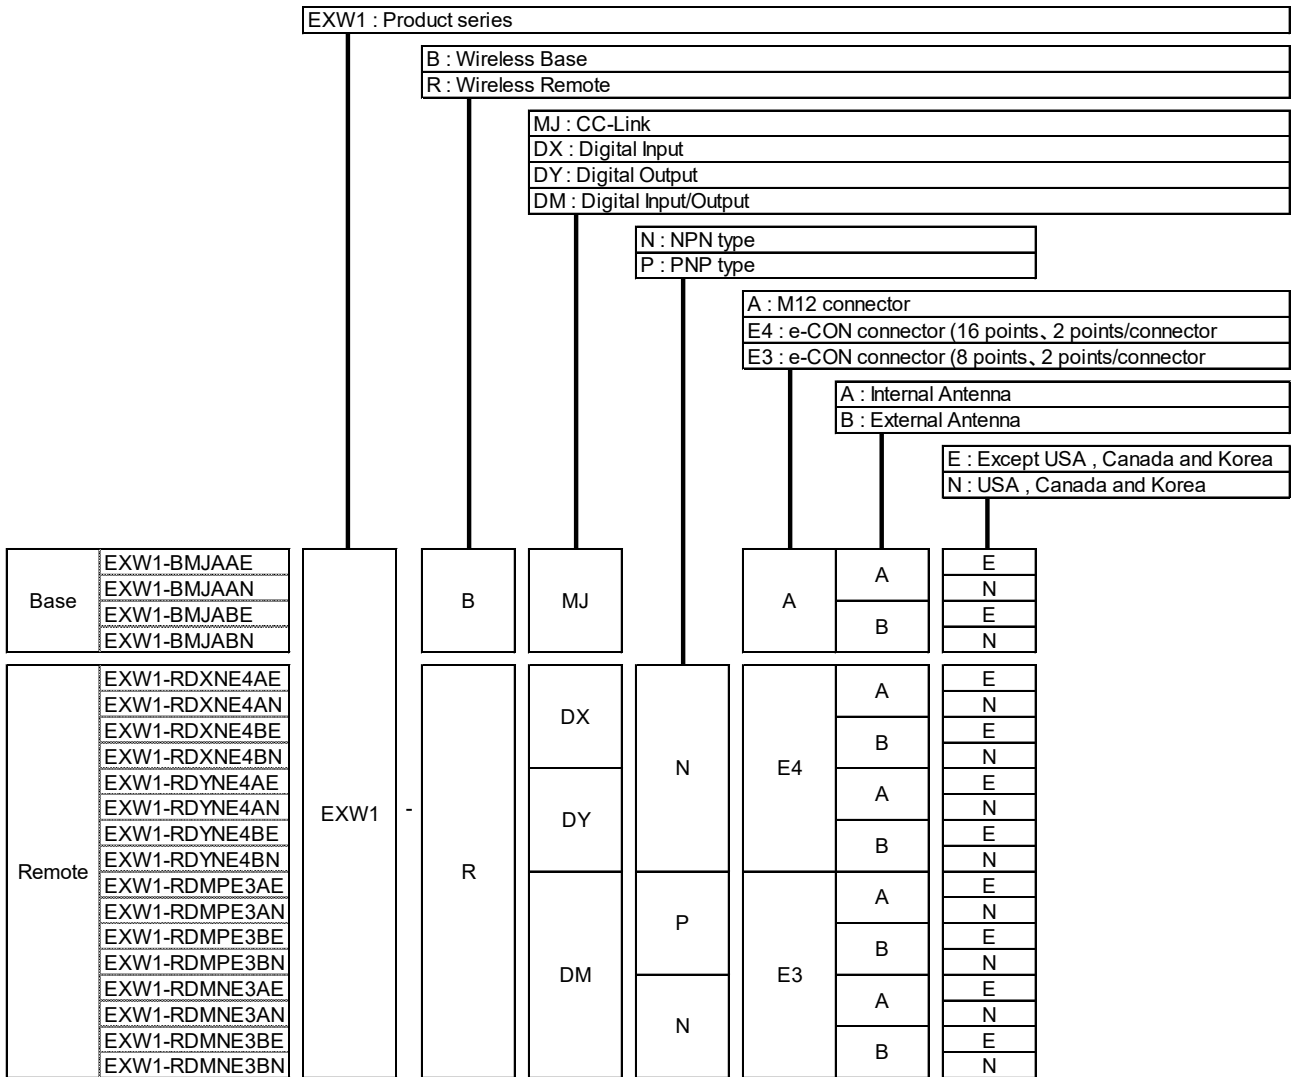 EXW1 : Product series
B : Wireless Base
R : Wireless Remote
MJ : CC-Link
DX : Digital Input
DY : Digital Output
DM : Digital Input/Output
N : NPN type
P : PNP type
A : M12 connector
E4 : e-CON connector (16 points、2 points/connector
E3 : e-CON connector (8 points、2 points/connector
A : Internal Antenna
B : External Antenna
E : Except USA , Canada and Korea
N : USA , Canada and Korea
Base
EXW1-BMJAAE
EXW1-BMJAAN
EXW1-BMJABE
EXW1-BMJABN
B
MJ
A
A
B
E
N
E
N
Remote
EXW1-RDXNE4AE
EXW1-RDXNE4AN
EXW1-RDXNE4BE
EXW1-RDXNE4BN
EXW1-RDYNE4AE
EXW1-RDYNE4AN
EXW1-RDYNE4BE
EXW1-RDYNE4BN
EXW1-RDMPE3AE
EXW1-RDMPE3AN
EXW1-RDMPE3BE
EXW1-RDMPE3BN
EXW1-RDMNE3AE
EXW1-RDMNE3AN
EXW1-RDMNE3BE
EXW1-RDMNE3BN
EXW1
-
R
DX
DY
DM
N
P
N
E4
E3
A
B
A
B
A
B
A
B
E
N
E
N
E
N
E
N
E
N
E
N
E
N
E
N